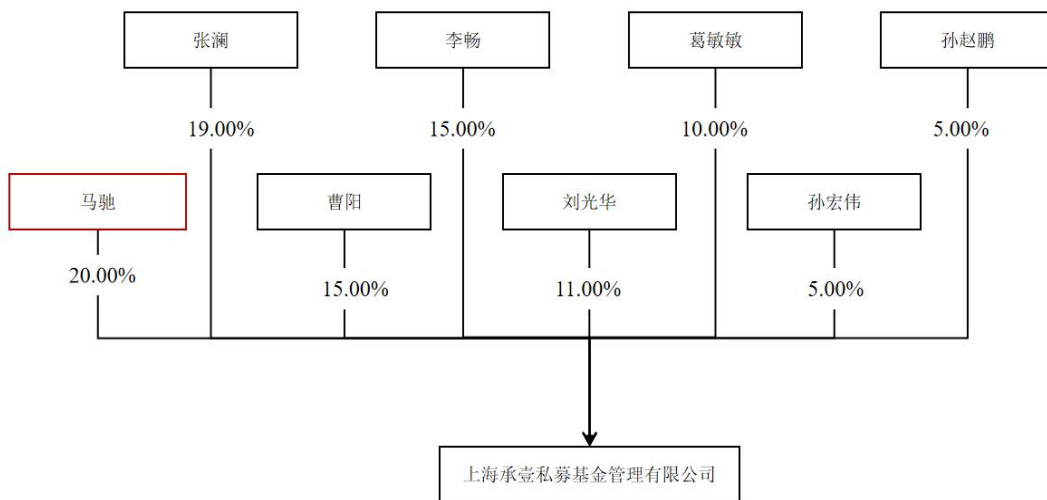 张澜
李畅
葛敏敏
孙赵鹏
19.00%
15.00%
10.00%
5.00%
马驰
曹阳
刘光华
孙宏伟
20.00%
15.00%
11.00%
5.00%
上海承壹私募基金管理有限公司